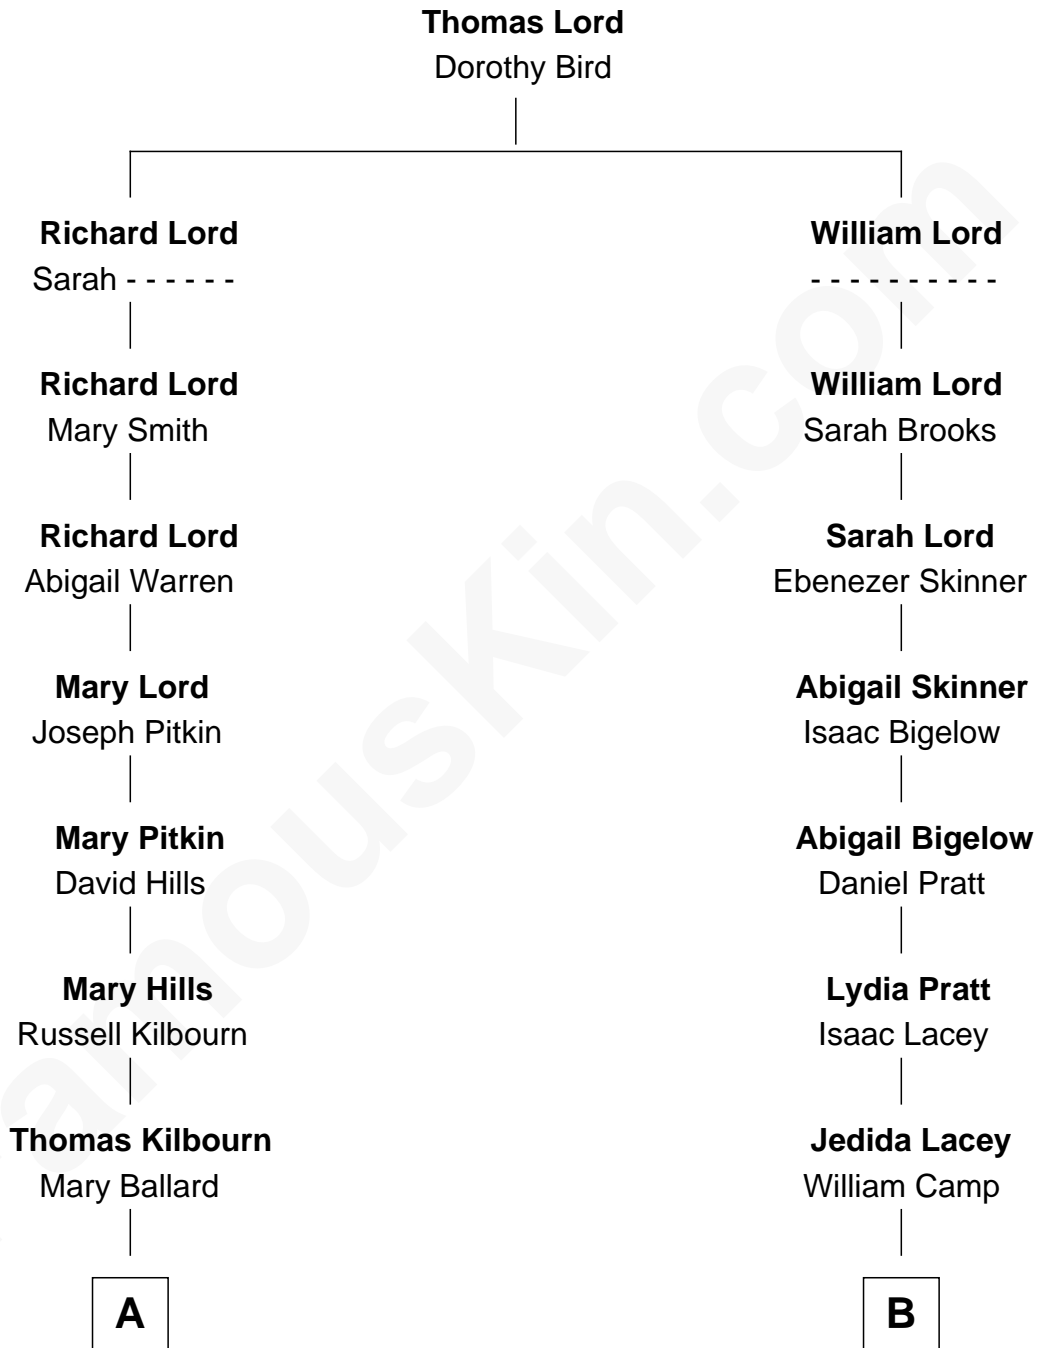 Thomas Lord
Dorothy Bird
Richard Lord
Sarah - - - - - -
William Lord
- - - - - - - - - -
Richard Lord
Mary Smith
William Lord
Sarah Brooks
Richard Lord
Abigail Warren
Sarah Lord
Ebenezer Skinner
Mary Lord
Joseph Pitkin
Abigail Skinner
Isaac Bigelow
Mary Pitkin
David Hills
Abigail Bigelow
Daniel Pratt
Mary Hills
Russell Kilbourn
Lydia Pratt
Isaac Lacey
Thomas Kilbourn
Mary Ballard
Jedida Lacey
William Camp
A
B
amouskin.com